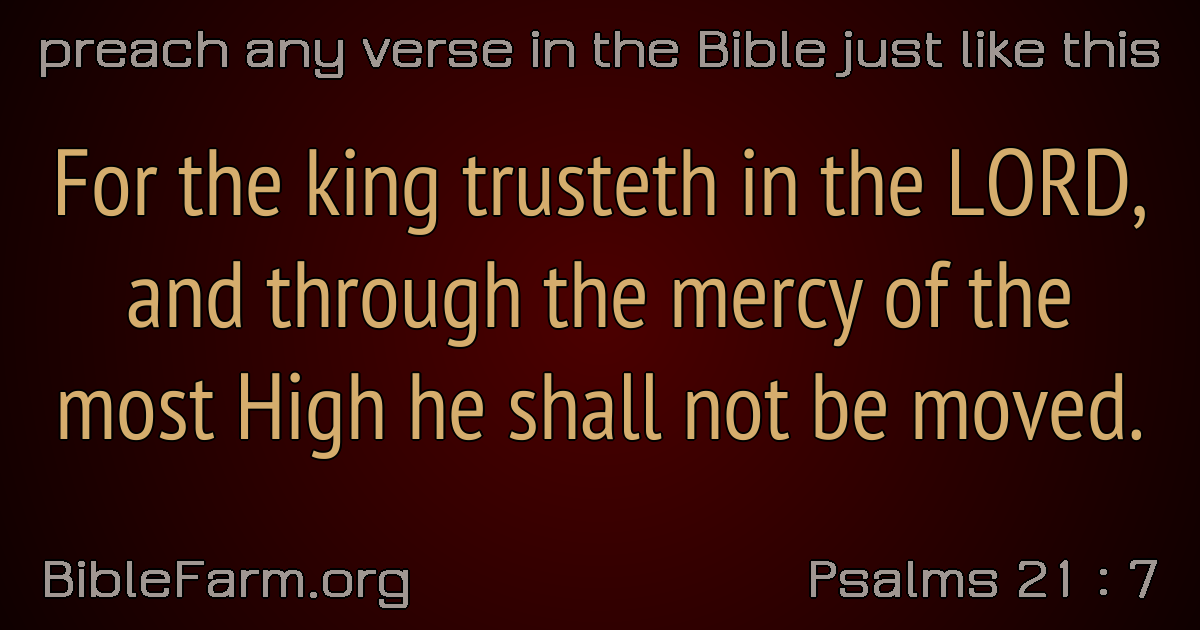 preach any verse in the Bible just like this
For the king trusteth in the LORD,
and through the mercy of the
most High he shall not be moved.
BibleFarm.org
Psalms 21 : 7